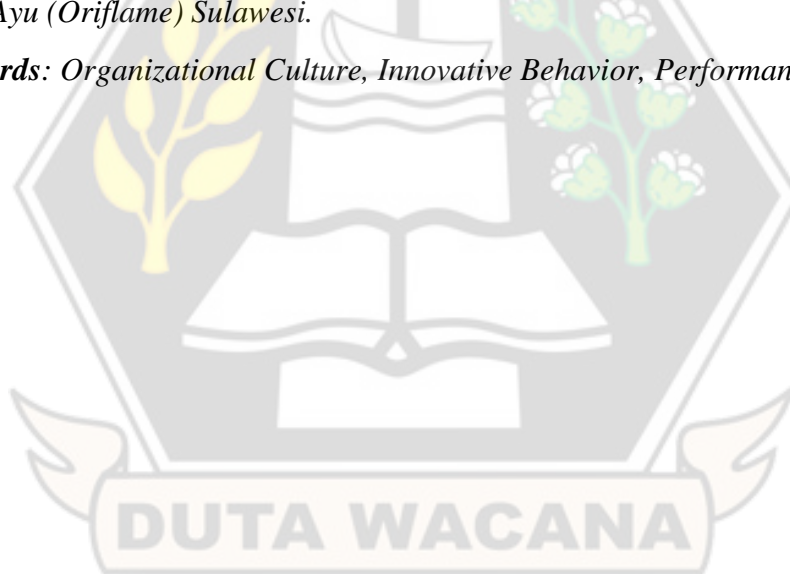 Ayu (Oriflame) Sulawesi.
rds: Organizational Culture, Innovative Behavior, Performan
DUTA WACANA